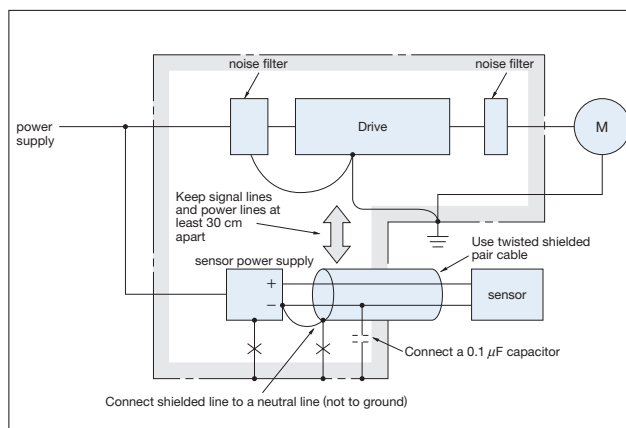 noise filter
noise filter
power
supply
Drive
M
Keep signal lines
and power lines at
least 30 cm
apart
Use twisted shielded
pair cable
sensor power supply
+
–
sensor
Connect a 0.1 μF capacitor
Connect shielded line to a neutral line (not to ground)